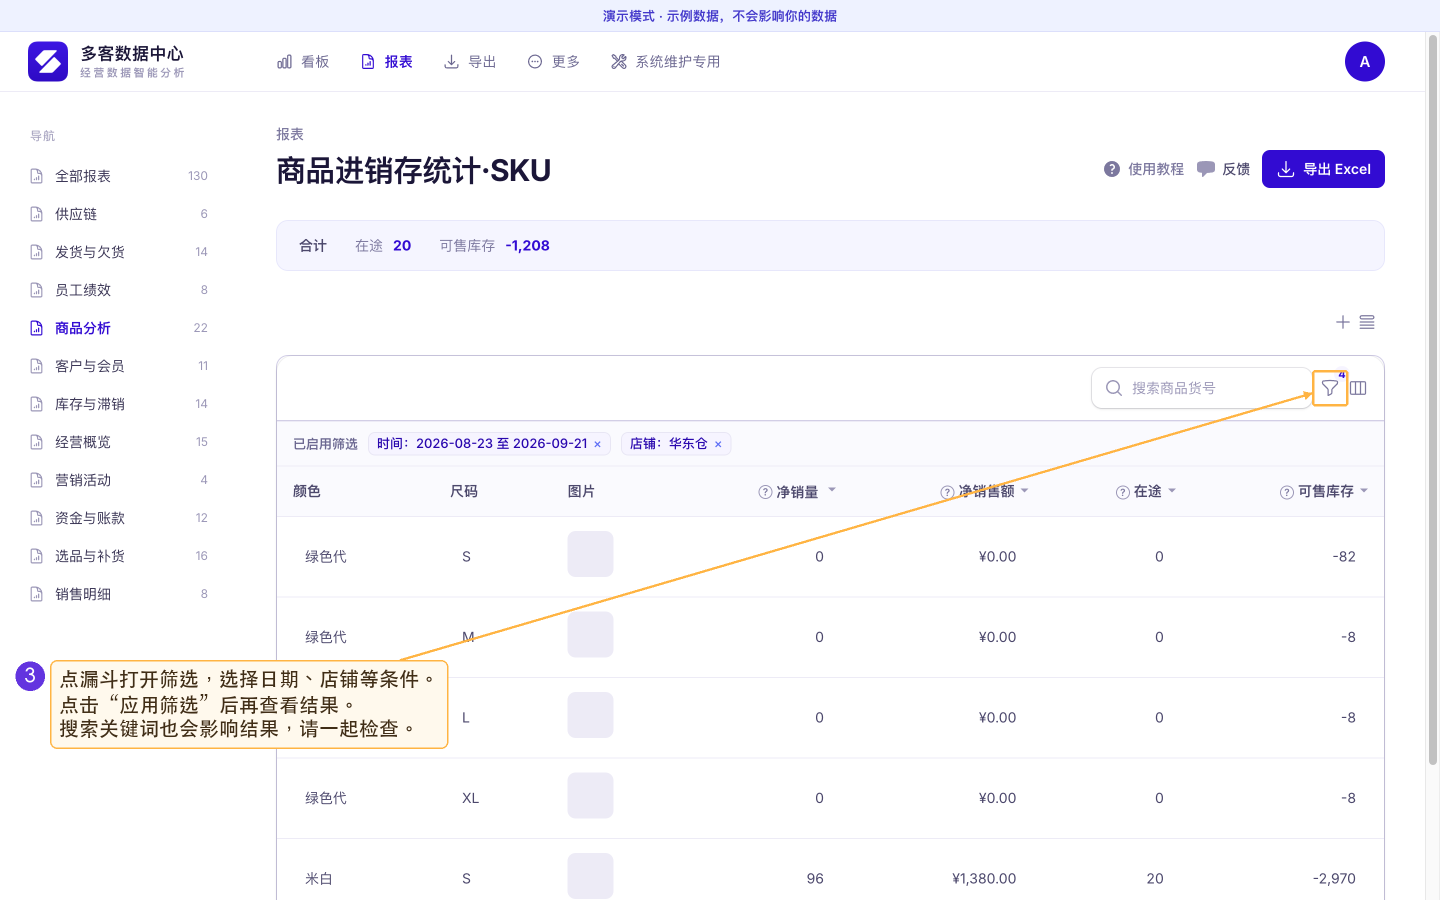 演示模式 · 示例数据，不会影响你的数据
多客数据中心
经营数据智能分析
看板
报表
导出
更多
系统维护专用
A
导航
全部报表 130
供应链 6
发货与欠货 14
员工绩效 8
商品分析 22
客户与会员 11
库存与滞销 14
经营概览 15
营销活动 4
资金与账款 12
选品与补货 16
销售明细 8
报表
商品进销存统计·SKU
? 使用教程
反馈
导出 Excel
合计 在途 20 可售库存 -1,208
搜索商品货号
4
已启用筛选 时间：2026-08-23 至 2026-09-21 × 店铺：华东仓 ×
颜色 尺码 图片 ? 净销量 ? 净销售额 ? 在途 ? 可售库存
绿色代 S 0 ¥0.00 0 -82
绿色代 M 0 ¥0.00 0 -8
L 0 ¥0.00 0 -8
绿色代 XL 0 ¥0.00 0 -8
米白 S 96 ¥1,380.00 20 -2,970
3
点漏斗打开筛选，选择日期、店铺等条件。
点击“应用筛选”后再查看结果。
搜索关键词也会影响结果，请一起检查。